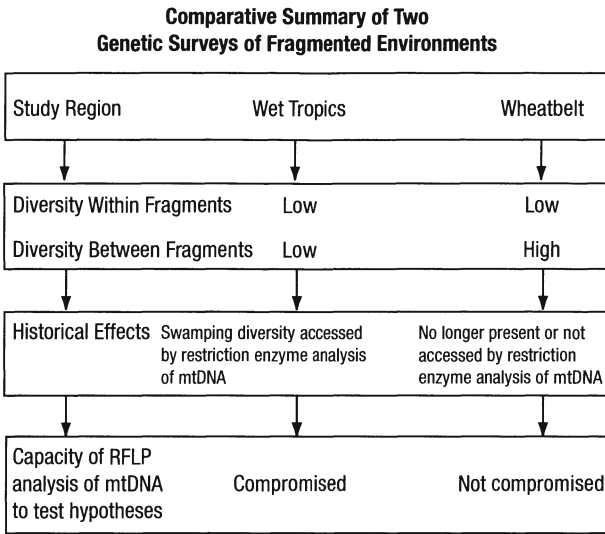 Comparative Summary of Two
Genetic Surveys of Fragmented Environments
Study Region Wet Tropics Wheatbelt
Diversity Within Fragments Low Low
Diversity Between Fragments Low High
Historical Effects Swamping diversity accessed No longer present or not
by restriction enzyme analysis accessed by restriction
of mtDNA enzyme analysis of mtDNA
Capacity of RFLP
analysis of mtDNA Compromised Not compromised
to test hypotheses